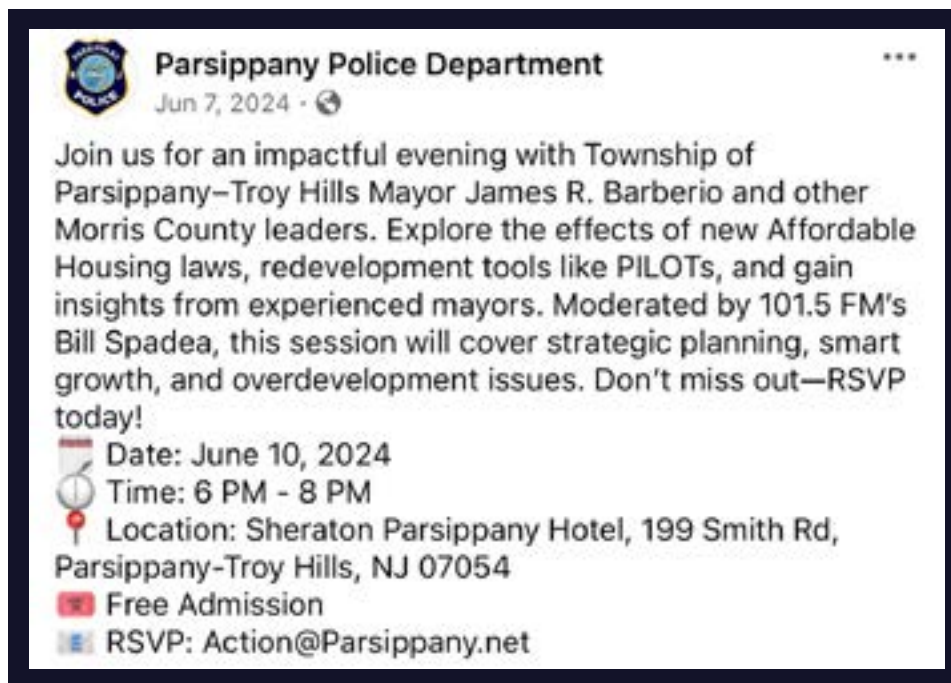 Parsippany Police Department
Jun 7, 2024 ·
Join us for an impactful evening with Township of
Parsippany–Troy Hills Mayor James R. Barberio and other
Morris County leaders. Explore the effects of new Affordable
Housing laws, redevelopment tools like PILOTs, and gain
insights from experienced mayors. Moderated by 101.5 FM's
Bill Spadea, this session will cover strategic planning, smart
growth, and overdevelopment issues. Don't miss out—RSVP
today!
Date: June 10, 2024
Time: 6 PM - 8 PM
Location: Sheraton Parsippany Hotel, 199 Smith Rd,
Parsippany-Troy Hills, NJ 07054
Free Admission
RSVP: Action@Parsippany.net